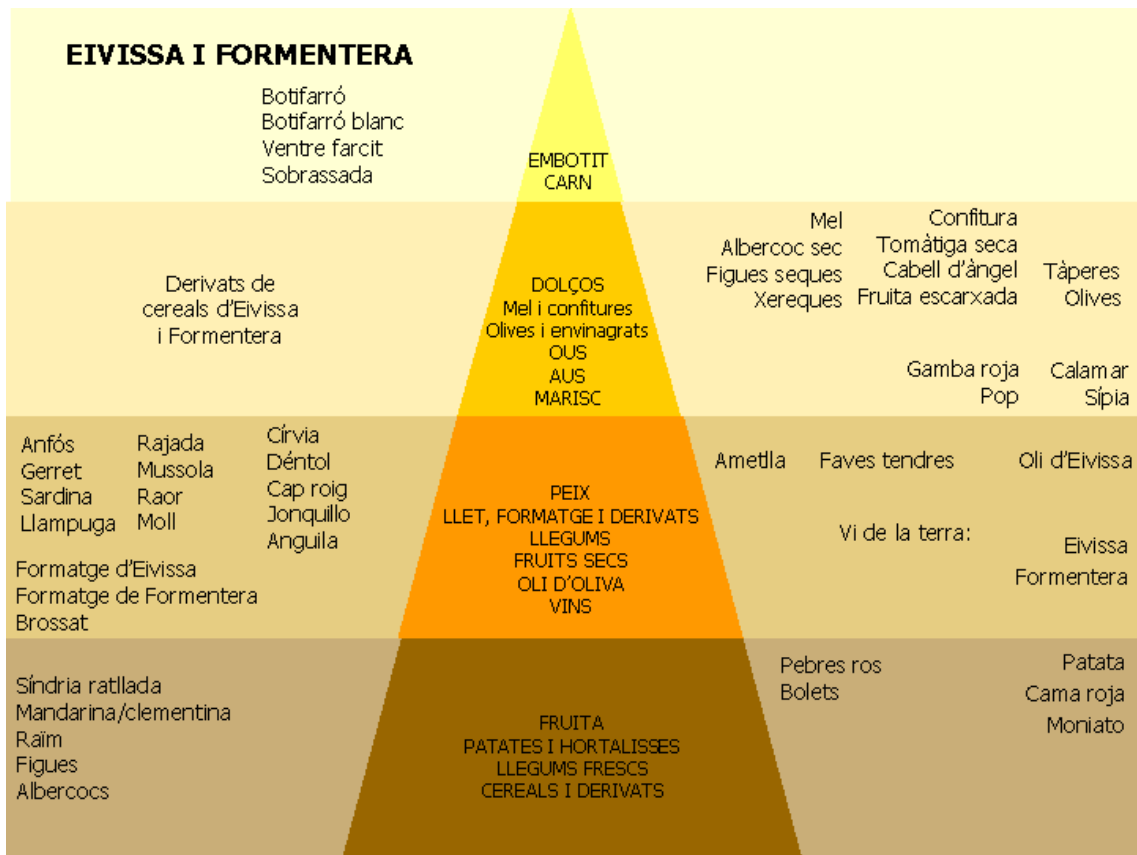 EIVISSA I FORMENTERA
Botifarró
Botifarró blanc
Ventre farcit
Sobrassada
EMBOTIT
CARN
Derivats de
cereals d'Eivissa
i Formentera
DOLÇOS
Mel i confitures
Olives i envinagrats
OUS
AUS
MARISC
Mel
Albercoc sec
Figues seques
Xereques
Confitura
Tomàtiga seca
Cabell d'àngel
Fruita escarxada
Tàperes
Olives
Gamba roja
Pop
Calamar
Sípia
Anfós
Gerret
Sardina
Llampuga
Rajada
Mussola
Raor
Moll
Círvia
Déntol
Cap roig
Jonquillo
Anguila
Formatge d'Eivissa
Formatge de Formentera
Brossat
PEIX
LLET, FORMATGE I DERIVATS
LLEGUMS
FRUITS SECS
OLI D'OLIVA
VINS
Ametlla
Faves tendres
Oli d'Eivissa
Vi de la terra:
Eivissa
Formentera
Síndria ratllada
Mandarina/clementina
Raïm
Figues
Albercocs
FRUITA
PATATES I HORTALISSES
LLEGUMS FRESCS
CEREALS I DERIVATS
Pebres ros
Bolets
Patata
Cama roja
Moniato